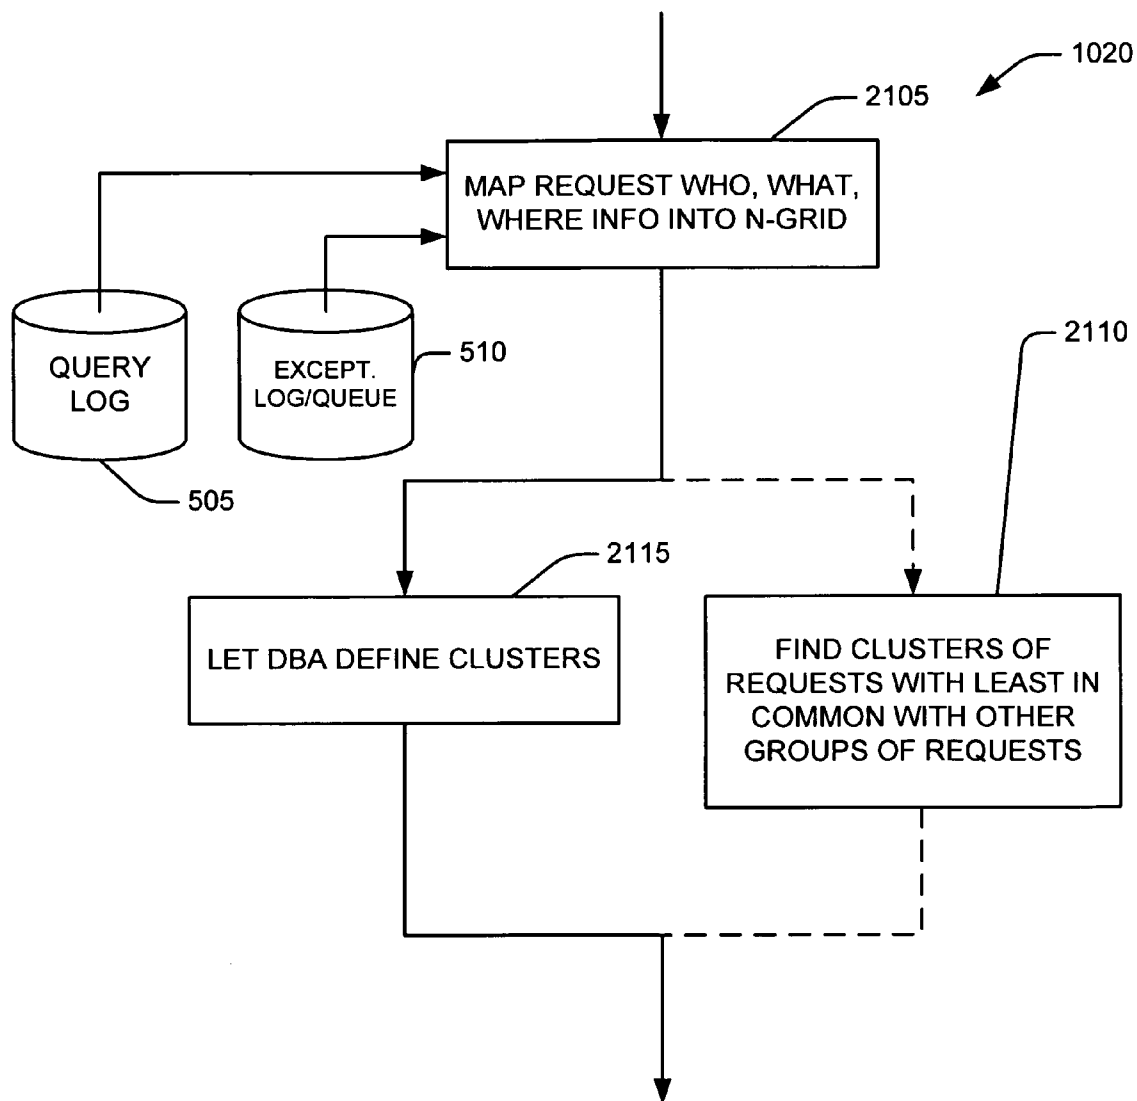 1020
2105
MAP REQUEST WHO, WHAT,
WHERE INFO INTO N-GRID
QUERY
LOG
505
EXCEPT.
LOG/QUEUE
510
2110
2115
LET DBA DEFINE CLUSTERS
FIND CLUSTERS OF
REQUESTS WITH LEAST IN
COMMON WITH OTHER
GROUPS OF REQUESTS